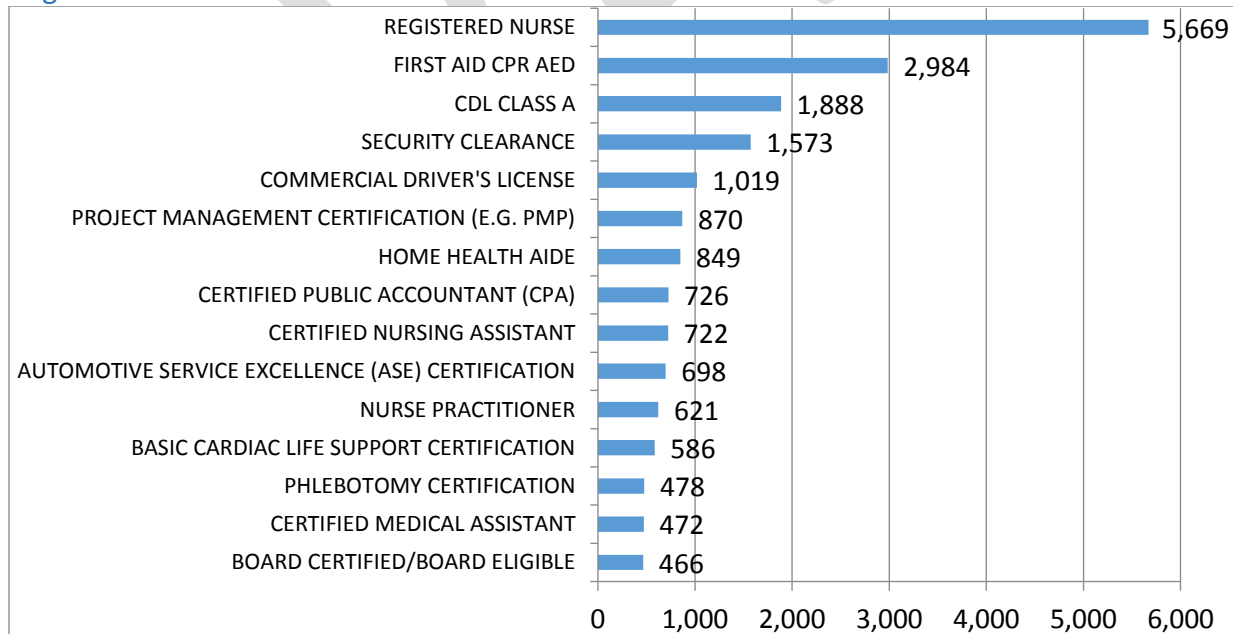 REGISTERED NURSE 5,669
FIRST AID CPR AED 2,984
CDL CLASS A 1,888
SECURITY CLEARANCE 1,573
COMMERCIAL DRIVER'S LICENSE 1,019
PROJECT MANAGEMENT CERTIFICATION (E.G. PMP) 870
HOME HEALTH AIDE 849
CERTIFIED PUBLIC ACCOUNTANT (CPA) 726
CERTIFIED NURSING ASSISTANT 722
AUTOMOTIVE SERVICE EXCELLENCE (ASE) CERTIFICATION 698
NURSE PRACTITIONER 621
BASIC CARDIAC LIFE SUPPORT CERTIFICATION 586
PHLEBOTOMY CERTIFICATION 478
CERTIFIED MEDICAL ASSISTANT 472
BOARD CERTIFIED/BOARD ELIGIBLE 466
0 1,000 2,000 3,000 4,000 5,000 6,000